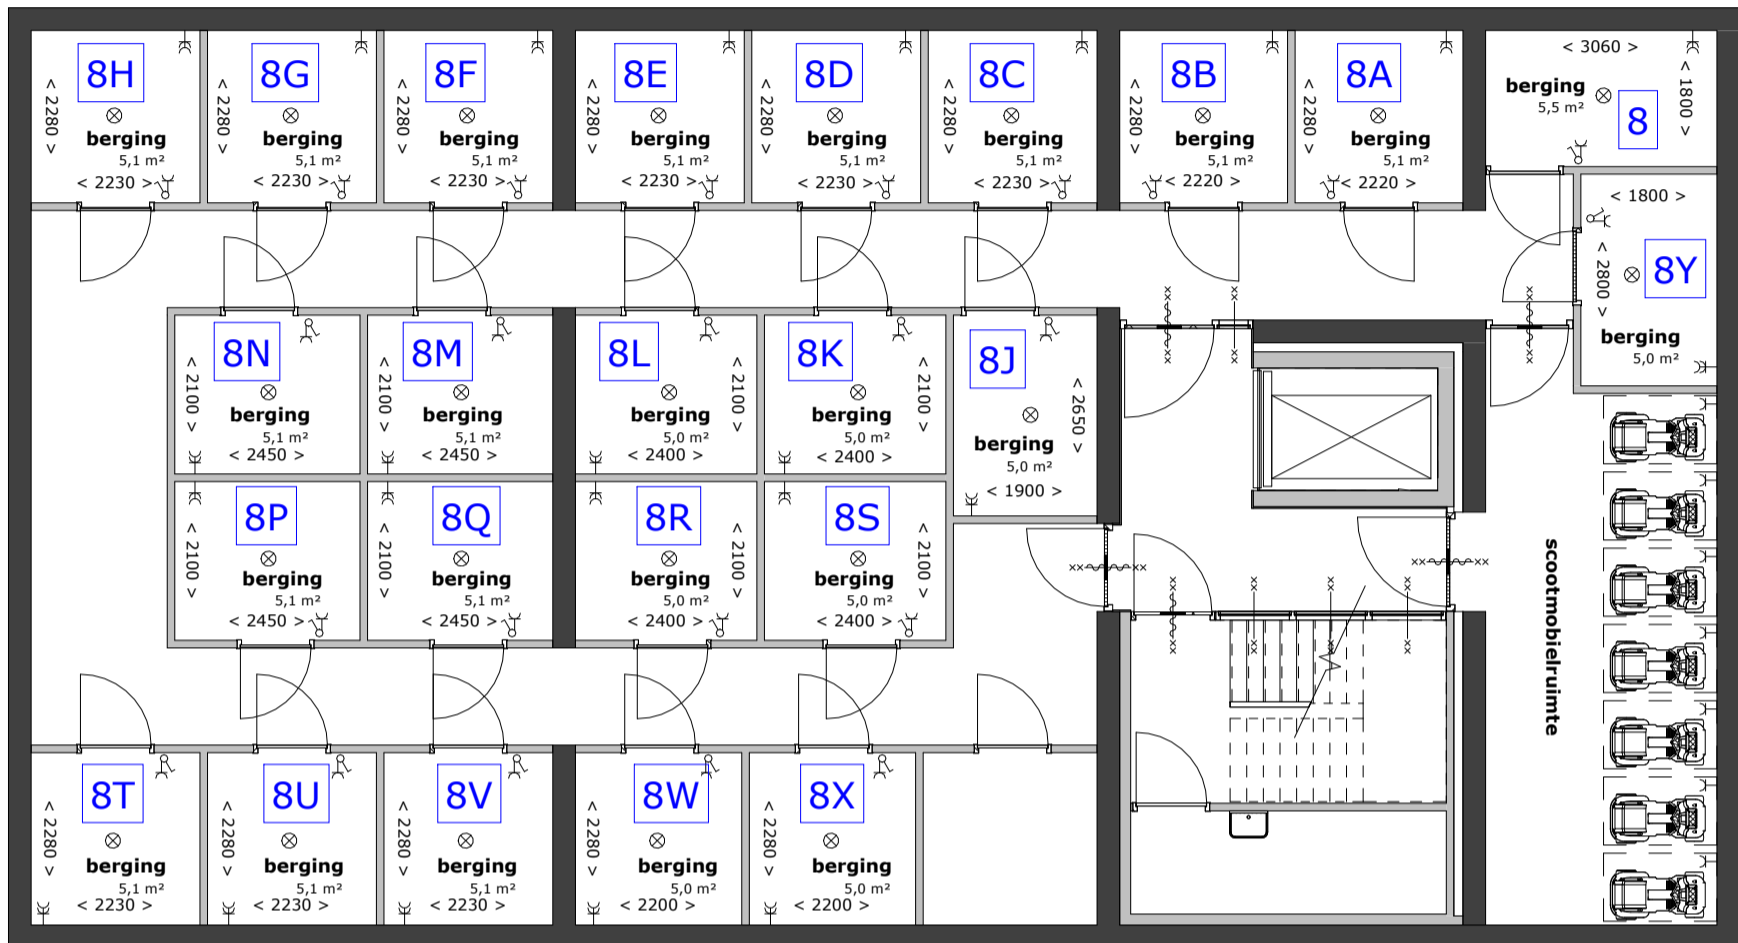 8H
< 2280 >
berging
5,1 m²
< 2230 >
8G
< 2280 >
berging
5,1 m²
< 2230 >
8F
< 2280 >
berging
5,1 m²
< 2230 >
8E
< 2280 >
berging
5,1 m²
< 2230 >
8D
< 2280 >
berging
5,1 m²
< 2230 >
8C
berging
5,1 m²
< 2230 >
8B
< 2280 >
berging
5,1 m²
< 2220 >
8A
< 2280 >
berging
5,1 m²
< 2220 >
< 3060 >
< 1800 >
berging
5,5 m²
8
< 1800 >
< 2800 >
8Y
berging
5,0 m²
8N
< 2100 >
berging
5,1 m²
< 2450 >
8M
< 2100 >
berging
5,1 m²
< 2450 >
8L
< 2100 >
berging
5,0 m²
< 2400 >
8K
< 2100 >
berging
5,0 m²
< 2400 >
8J
< 2650 >
berging
5,0 m²
< 1900 >
8P
< 2100 >
berging
5,1 m²
< 2450 >
8Q
< 2100 >
berging
5,1 m²
< 2450 >
8R
< 2100 >
berging
5,0 m²
< 2400 >
8S
< 2100 >
berging
5,0 m²
< 2400 >
scootmobielruimte
8T
< 2280 >
berging
5,1 m²
< 2230 >
8U
< 2280 >
berging
5,1 m²
< 2230 >
8V
< 2280 >
berging
5,1 m²
< 2230 >
8W
< 2280 >
berging
5,0 m²
< 2200 >
8X
< 2280 >
berging
5,0 m²
< 2200 >